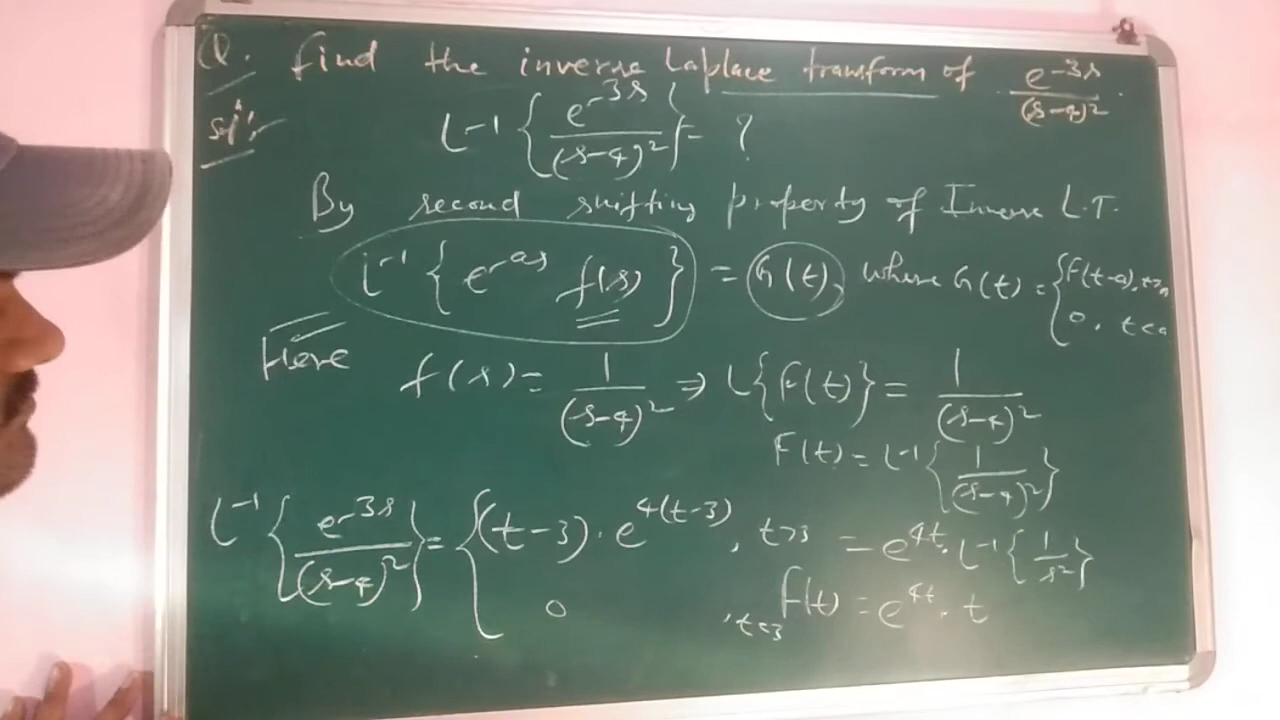 Q. Find the inverse Laplace transform of e^-3s/(s-4)^2.
Sol:- L^-1 {e^-3s/(s-4)^2} = ?
By second shifting property of Inverse L.T.
L^-1 {e^-as f(s)} = G(t), where G(t) = {F(t-a), t>a
0, t<a
Here f(s) = 1/(s-4)^2 ⇒ L{F(t)} = 1/(s-4)^2
F(t) = L^-1 {1/(s-4)^2}
L^-1 {e^-3s/(s-4)^2} = {(t-3).e^4(t-3), t>3
0 , t<3
= e^4t. L^-1 {1/s^2}
F(t) = e^4t. t